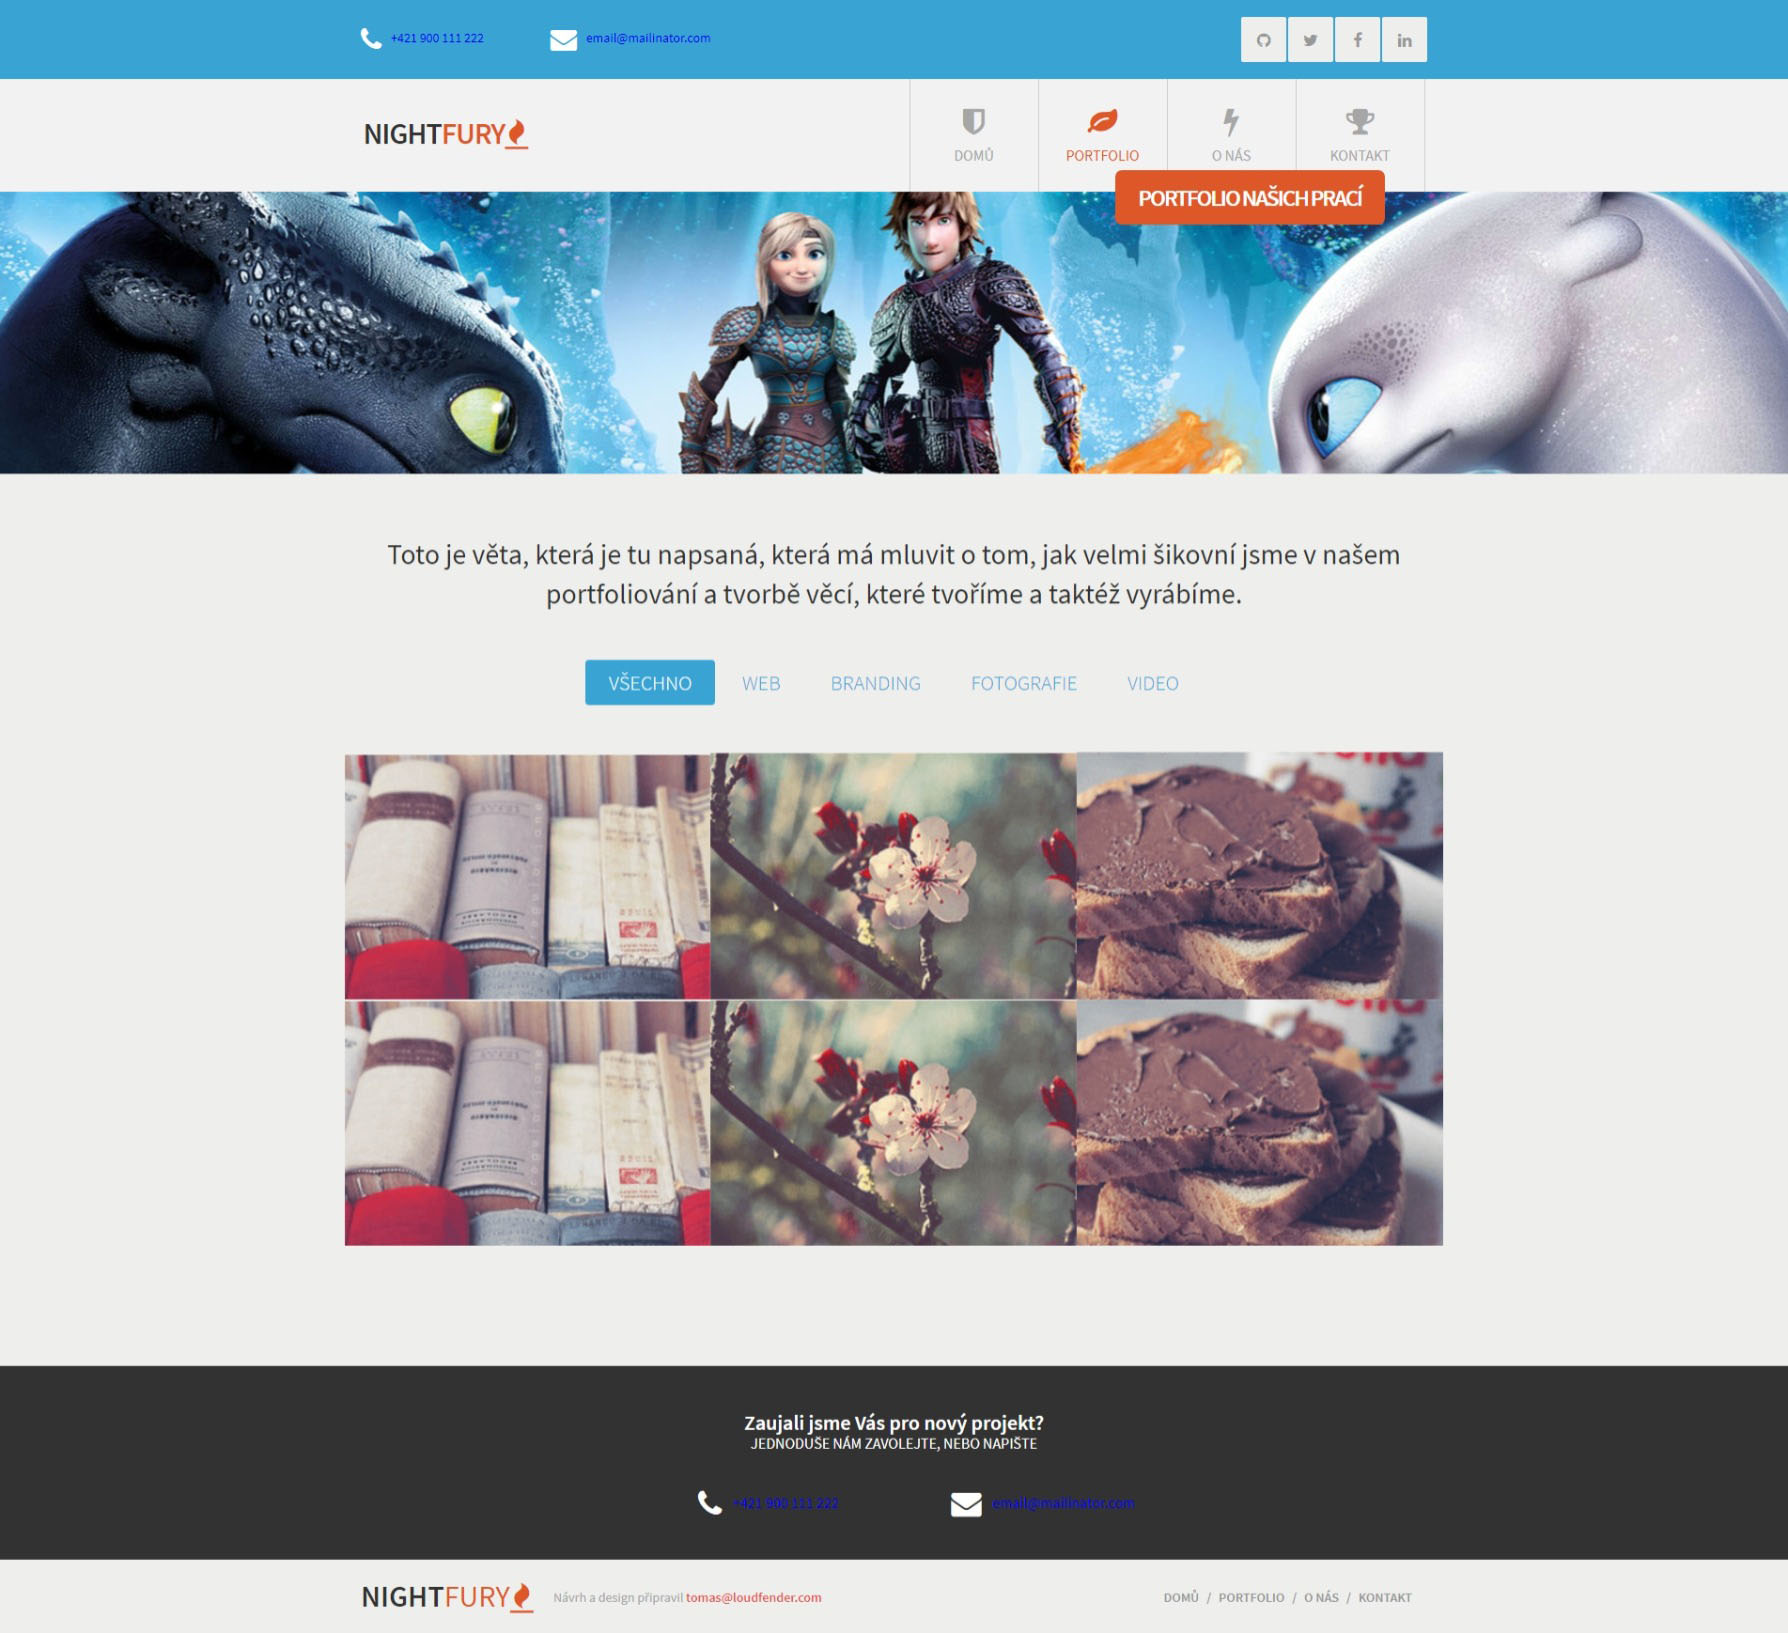 +421 900 111 222
email@mailinator.com
NIGHTFURY
DOMŮ
PORTFOLIO
O NÁS
KONTAKT
PORTFOLIO NAŠICH PRACÍ
Toto je věta, která je tu napsaná, která má mluvit o tom, jak velmi šikovní jsme v našem
portfoliování a tvorbě věcí, které tvoříme a taktéž vyrábíme.
VŠECHNO
WEB
BRANDING
FOTOGRAFIE
VIDEO
Zaujali jsme Vás pro nový projekt?
JEDNODUŠE NÁM ZAVOLEJTE, NEBO NAPIŠTE
+421 900 111 222
email@mailinator.com
NIGHTFURY
Návrh a design připravil tomas@loudfender.com
DOMŮ / PORTFOLIO / O NÁS / KONTAKT